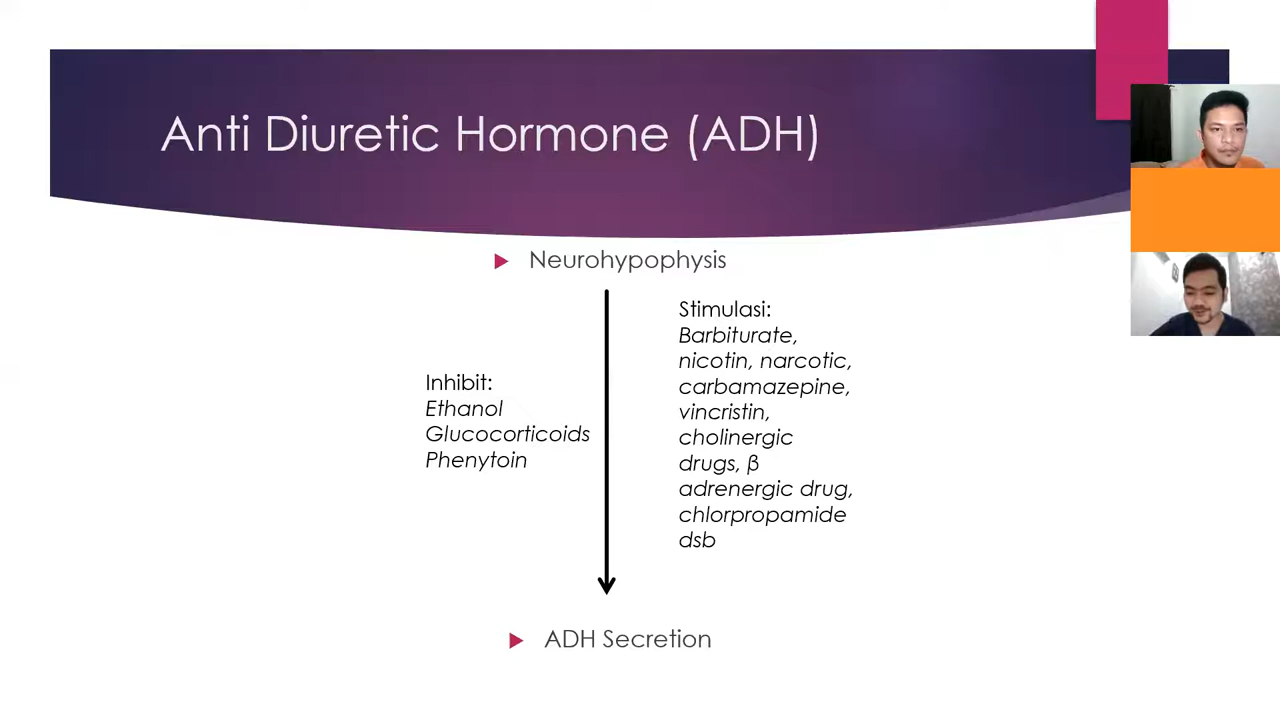 Anti Diuretic Hormone (ADH)
Neurohypophysis
Stimulasi:
Barbiturate,
nicotin, narcotic,
carbamazepine,
vincristin,
cholinergic
drugs, β
adrenergic drug,
chlorpropamide
dsb
Inhibit:
Ethanol
Glucocorticoids
Phenytoin
ADH Secretion